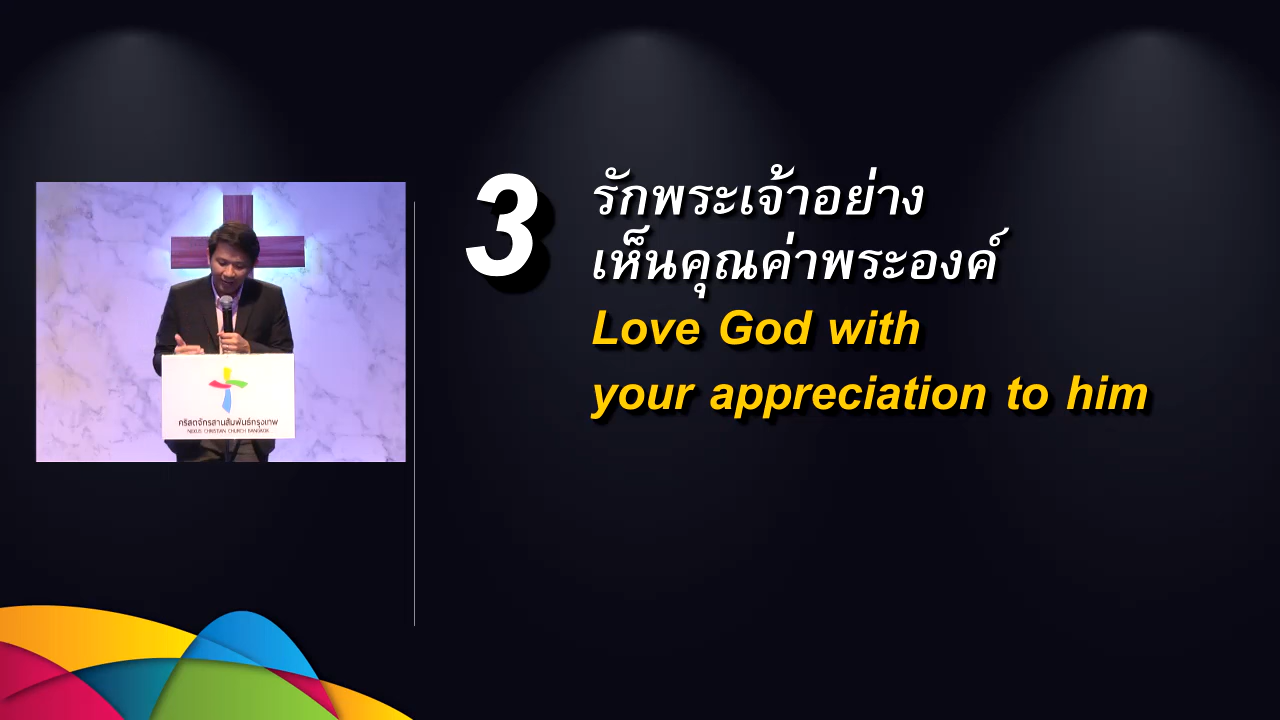 3
รักพระเจ้าอย่าง
เห็นคุณค่าพระองค์
Love God with
your appreciation to him
คริสตจักรสานสัมพันธ์กรุงเทพ
NEXUS CHRISTIAN CHURCH BANGKOK